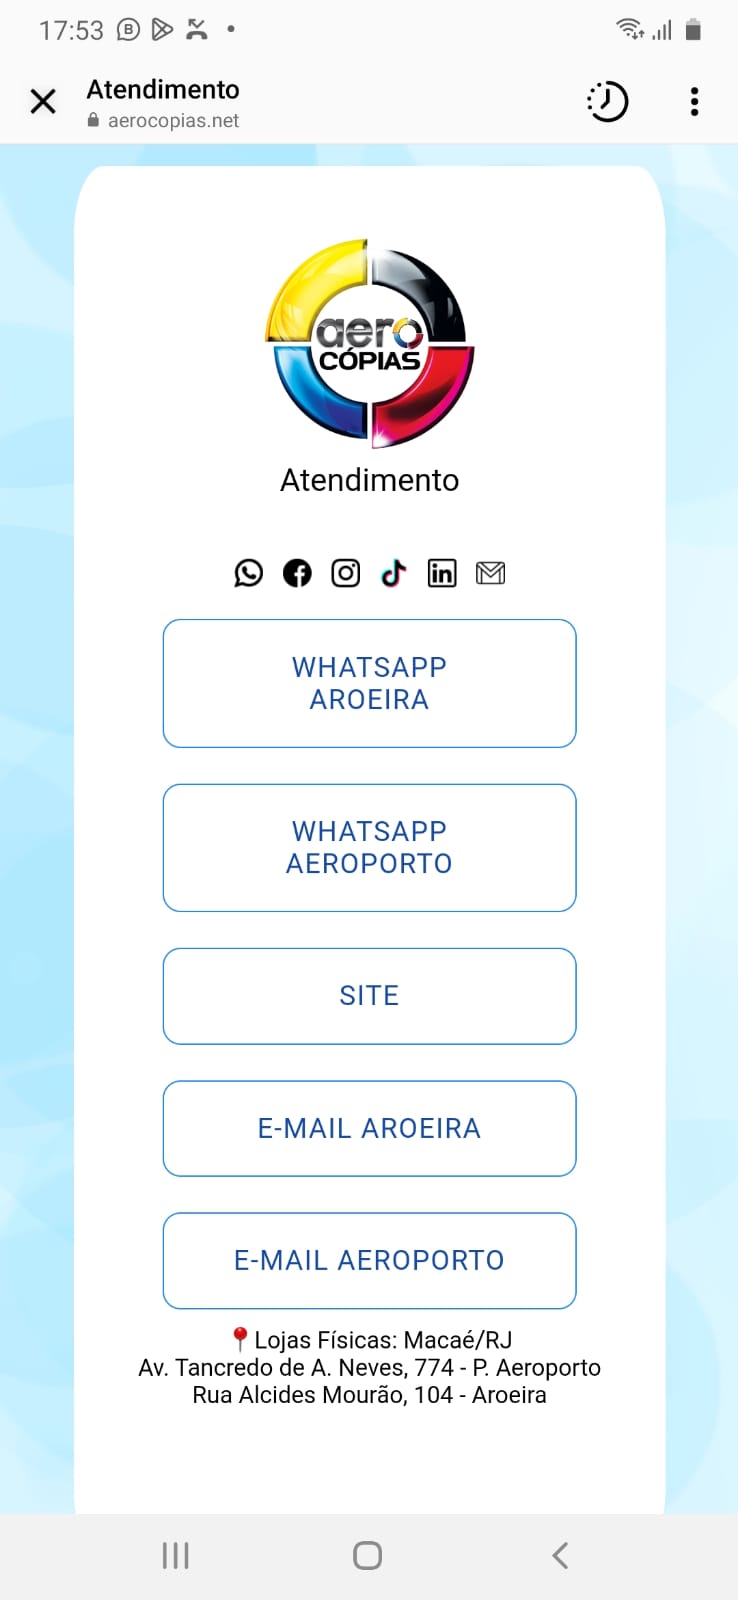 17:53
Atendimento
aerocopias.net
aero
CÓPIAS
Atendimento
WHATSAPP
AROEIRA
WHATSAPP
AEROPORTO
SITE
E-MAIL AROEIRA
E-MAIL AEROPORTO
📍Lojas Físicas: Macaé/RJ
Av. Tancredo de A. Neves, 774 - P. Aeroporto
Rua Alcides Mourão, 104 - Aroeira